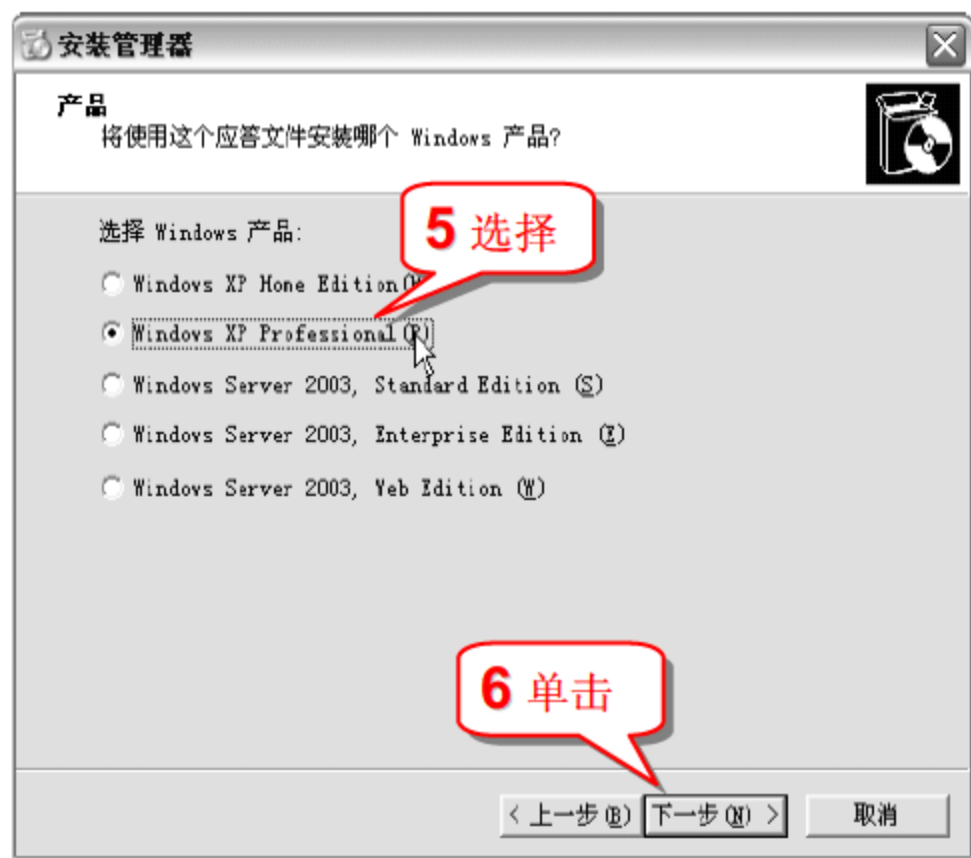 安装管理器
产品
将使用这个应答文件安装哪个 Windows 产品?
5 选择
选择 Windows 产品:
Windows XP Home Edition(H
Windows XP Professional(P)
Windows Server 2003, Standard Edition (S)
Windows Server 2003, Enterprise Edition (E)
Windows Server 2003, Web Edition (W)
6 单击
< 上一步(B) 下一步(N) > 取消